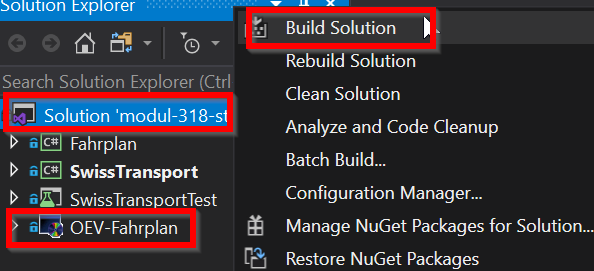 Solution Explorer
Search Solution Explorer (Ctrl
Solution 'modul-318-st
C# Fahrplan
C# SwissTransport
SwissTransportTest
OEV-Fahrplan
Build Solution
Rebuild Solution
Clean Solution
Analyze and Code Cleanup
Batch Build...
Configuration Manager...
Manage NuGet Packages for Solution...
Restore NuGet Packages